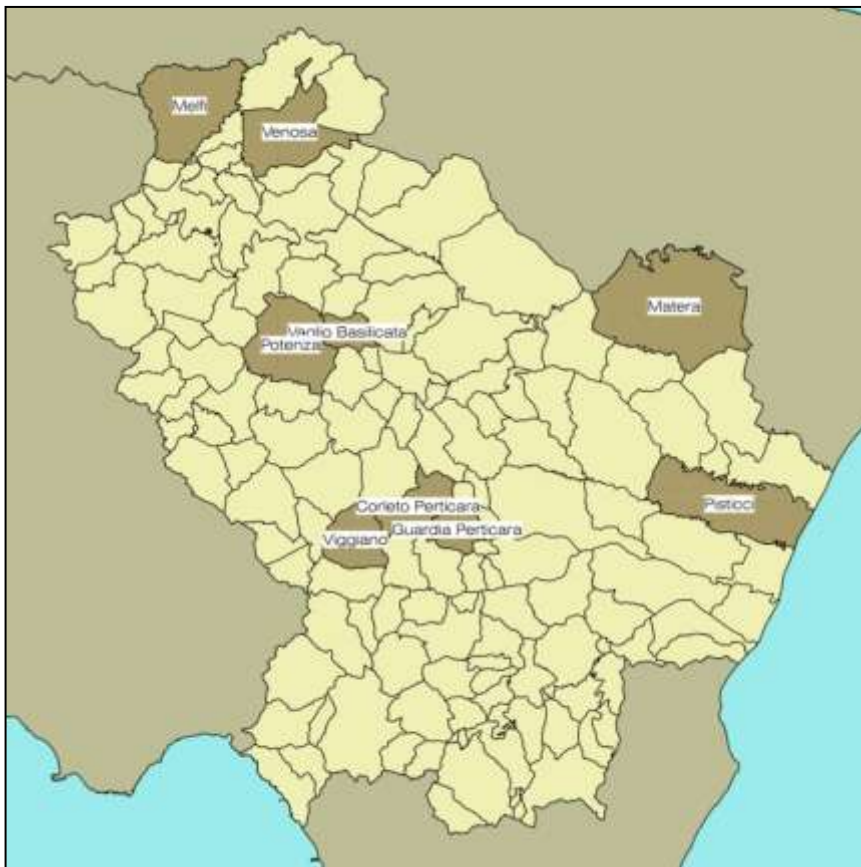 Melfi
Venosa
Matera
Vaglio Basilicata
Potenza
Pisticci
Corleto Perticara
Guardia Perticara
Viggiano